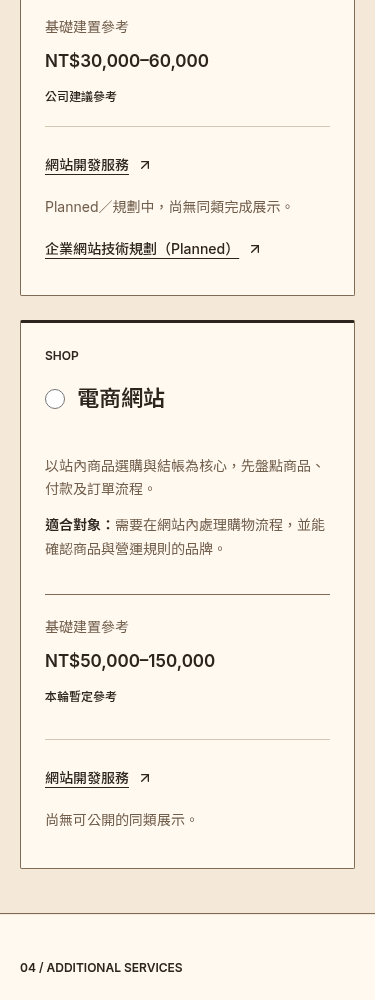 基礎建置參考
NT$30,000–60,000
公司建議參考
網站開發服務
Planned／規劃中，尚無同類完成展示。
企業網站技術規劃（Planned）
SHOP
電商網站
以站內商品選購與結帳為核心，先盤點商品、
付款及訂單流程。
適合對象：需要在網站內處理購物流程，並能
確認商品與營運規則的品牌。
基礎建置參考
NT$50,000–150,000
本輪暫定參考
網站開發服務
尚無可公開的同類展示。
04 / ADDITIONAL SERVICES